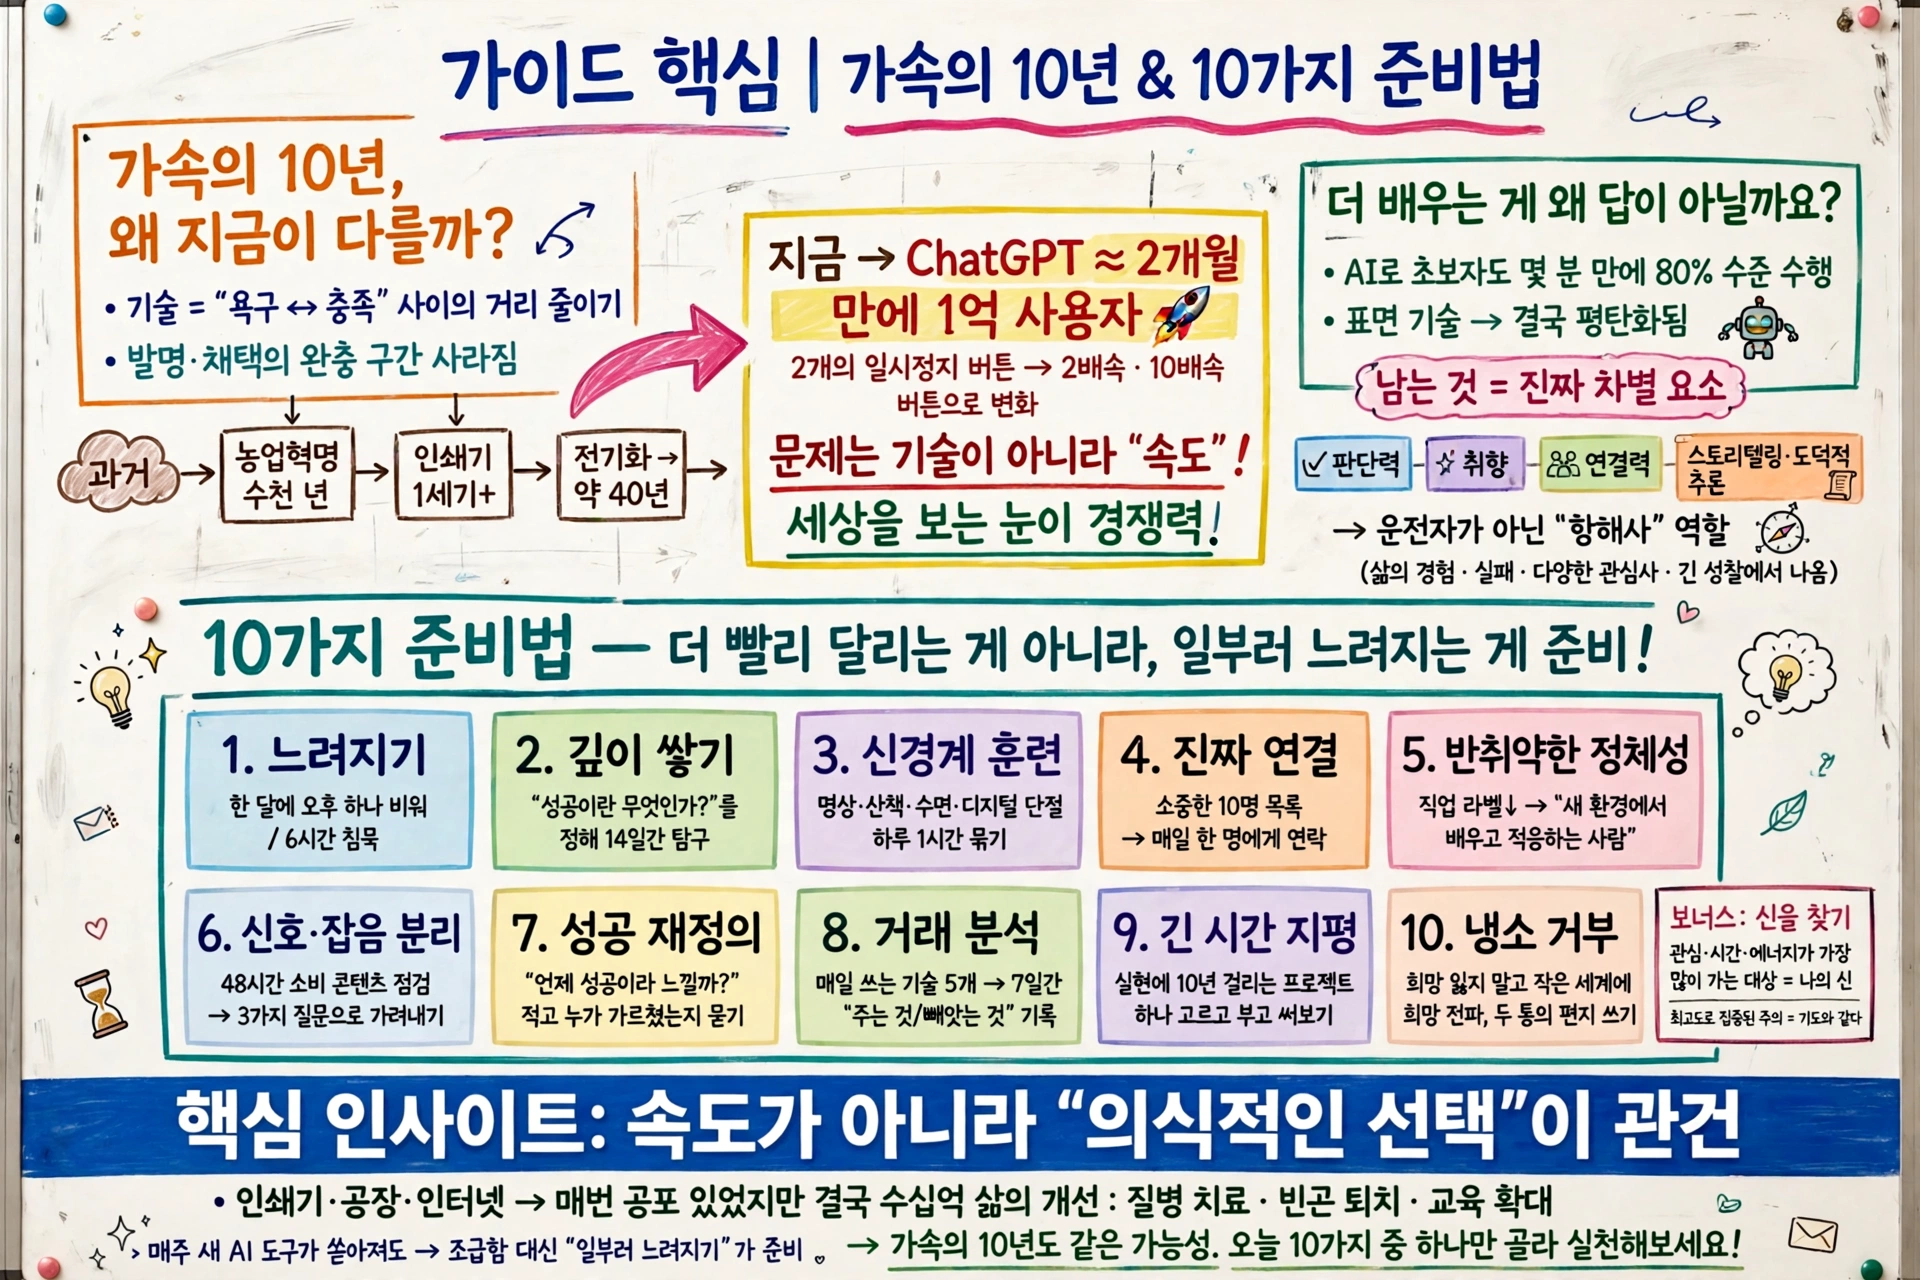 가이드 핵심 | 가속의 10년 & 10가지 준비법
가속의 10년,
왜 지금이 다를까?
• 기술 = “욕구 ↔ 충족” 사이의 거리 줄이기
• 발명·채택의 완충 구간 사라짐
과거 →
농업혁명
수천 년
→
인쇄기
1세기+
→
전기화 →
약 40년
→
지금 → ChatGPT ≈ 2개월
만에 1억 사용자
2개의 일시정지 버튼 → 2배속 · 10배속
버튼으로 변화
문제는 기술이 아니라 “속도”!
세상을 보는 눈이 경쟁력!
더 배우는 게 왜 답이 아닐까요?
• AI로 초보자도 몇 분 만에 80% 수준 수행
• 표면 기술 → 결국 평탄화됨
남는 것 = 진짜 차별 요소
판단력
취향
연결력
스토리텔링·도덕적
추론
→ 운전자가 아닌 “항해사” 역할
(삶의 경험 · 실패 · 다양한 관심사 · 긴 성찰에서 나옴)
10가지 준비법 — 더 빨리 달리는 게 아니라, 일부러 느려지는 게 준비!
1. 느려지기
한 달에 오후 하나 비워
/ 6시간 침묵
2. 깊이 쌓기
“성공이란 무엇인가?”를
정해 14일간 탐구
3. 신경계 훈련
명상·산책·수면·디지털 단절
하루 1시간 묶기
4. 진짜 연결
소중한 10명 목록
→ 매일 한 명에게 연락
5. 반취약한 정체성
직업 라벨↓ → “새 환경에서
배우고 적응하는 사람”
6. 신호·잡음 분리
48시간 소비 콘텐츠 점검
→ 3가지 질문으로 가려내기
7. 성공 재정의
“언제 성공이라 느낄까?”
적고 누가 가르쳤는지 묻기
8. 거래 분석
매일 쓰는 기술 5개 → 7일간
“주는 것/빼앗는 것” 기록
9. 긴 시간 지평
실현에 10년 걸리는 프로젝트
하나 고르고 부고 써보기
10. 냉소 거부
희망 잃지 말고 작은 세계에
희망 전파, 두 통의 편지 쓰기
보너스: 신을 찾기
관심·시간·에너지가 가장
많이 가는 대상 = 나의 신
최고도로 집중된 주의 = 기도와 같다
핵심 인사이트: 속도가 아니라 “의식적인 선택”이 관건
• 인쇄기·공장·인터넷 → 매번 공포 있었지만 결국 수십억 삶의 개선 : 질병 치료 · 빈곤 퇴치 · 교육 확대
› 매주 새 AI 도구가 쏟아져도 → 조급함 대신 “일부러 느려지기”가 준비
→ 가속의 10년도 같은 가능성. 오늘 10가지 중 하나만 골라 실천해보세요!